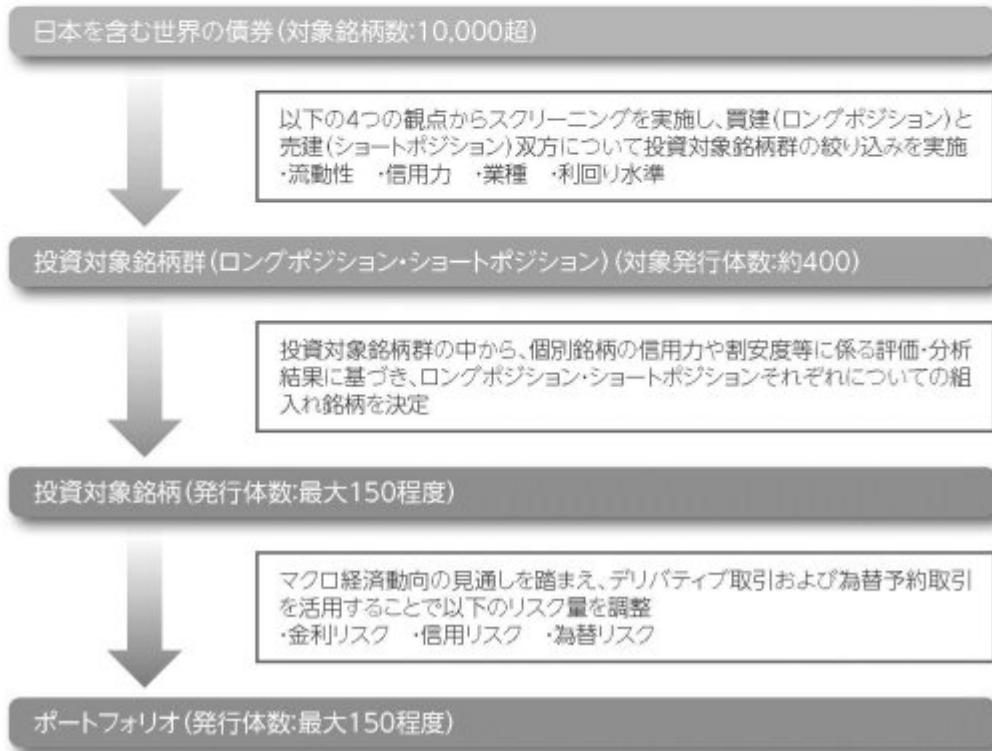 日本を含む世界の債券(対象銘柄数:10,000超)
以下の4つの観点からスクリーニングを実施し、買建(ロングポジション)と
売建(ショートポジション)双方について投資対象銘柄群の絞り込みを実施
・流動性　・信用力　・業種　・利回り水準
投資対象銘柄群(ロングポジション・ショートポジション)(対象発行体数:約400)
投資対象銘柄群の中から、個別銘柄の信用力や割安度等に係る評価・分析
結果に基づき、ロングポジション・ショートポジションそれぞれについての組
入れ銘柄を決定
投資対象銘柄(発行体数:最大150程度)
マクロ経済動向の見通しを踏まえ、デリバティブ取引および為替予約取引
を活用することで以下のリスク量を調整
・金利リスク　・信用リスク　・為替リスク
ポートフォリオ(発行体数:最大150程度)